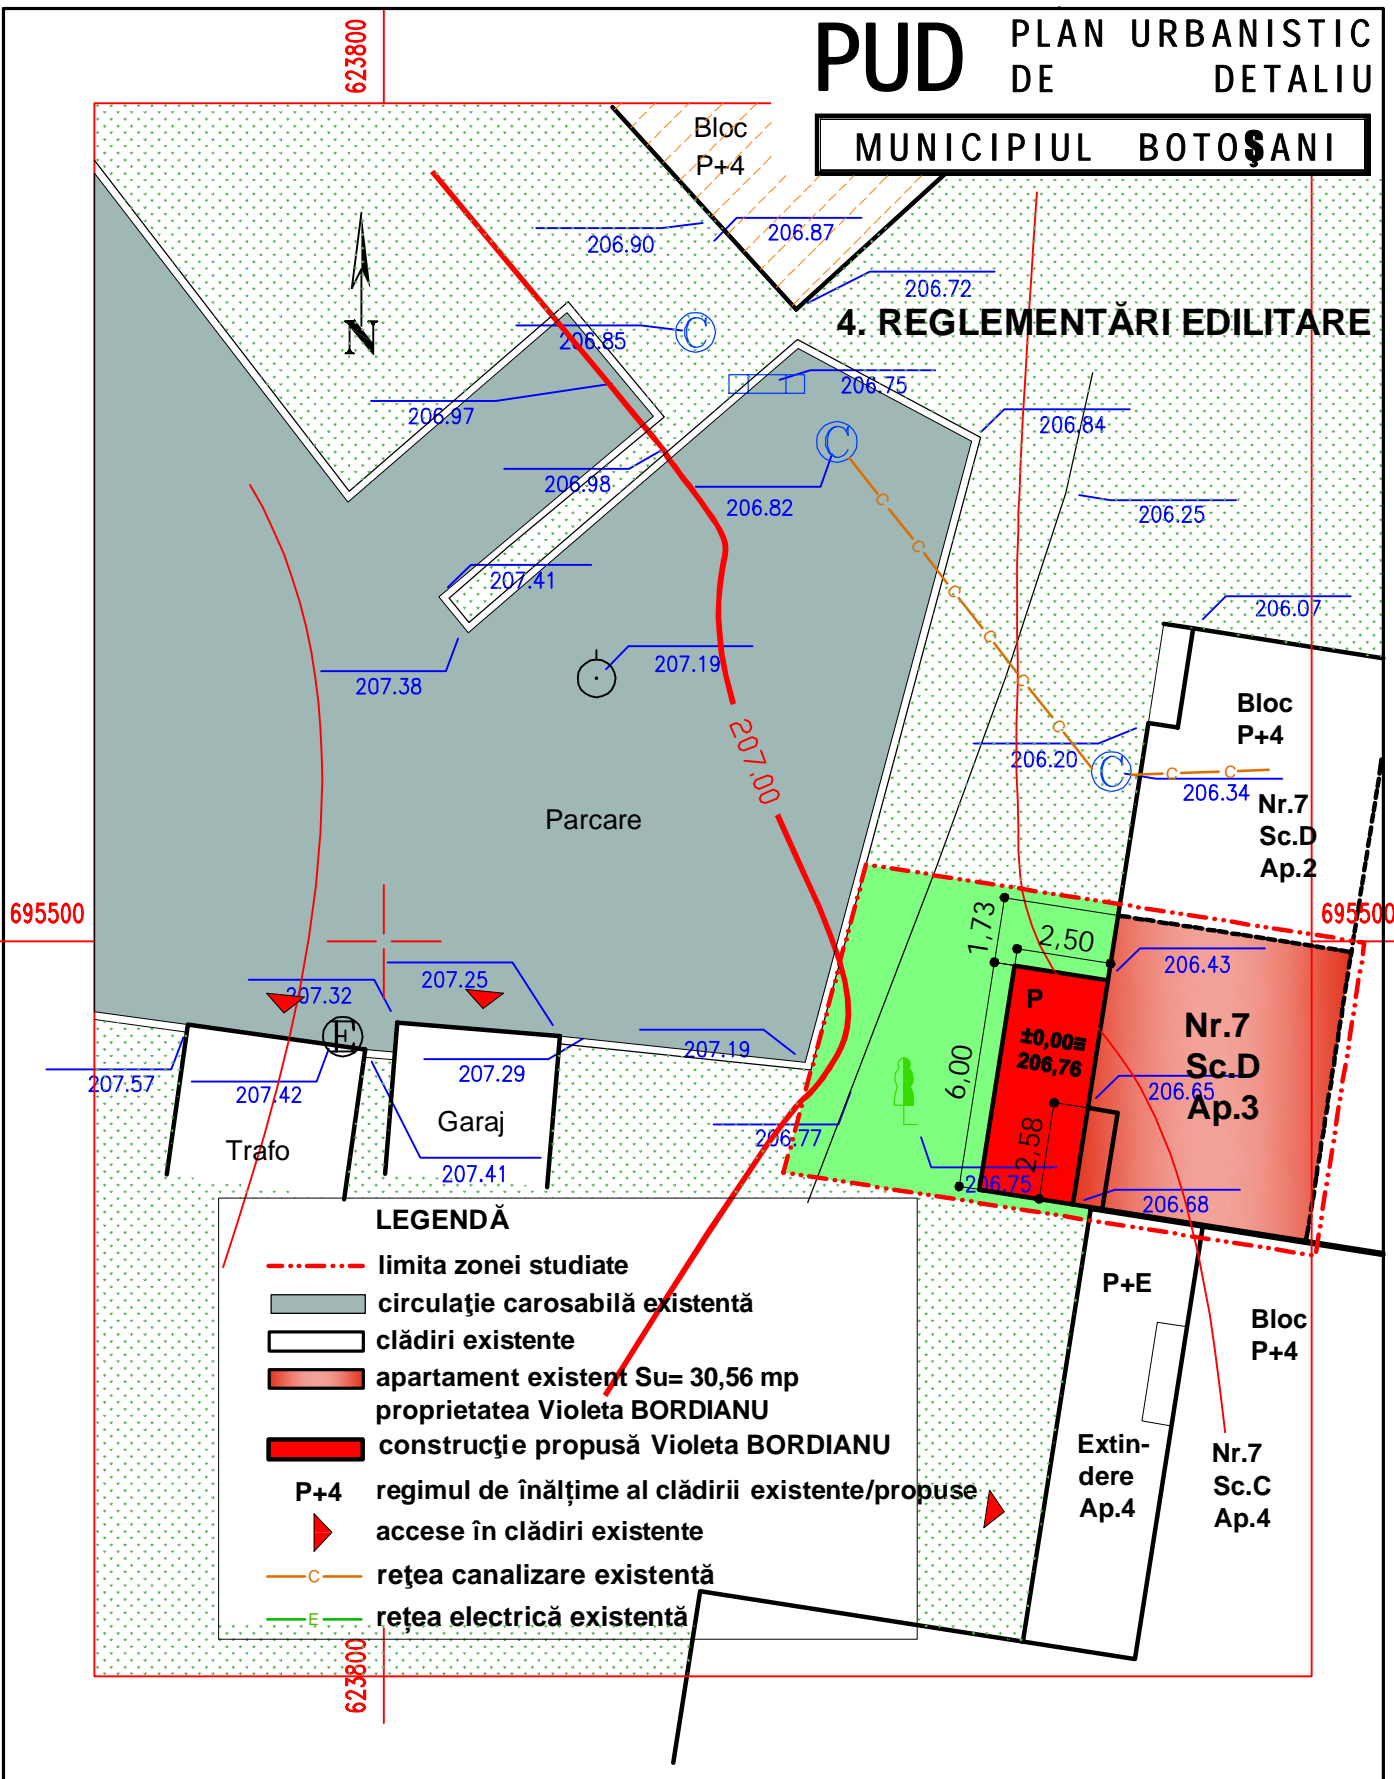 PUD
PLAN URBANISTIC
DE DETALIU
MUNICIPIUL BOTOŞANI
623800
Bloc
P+4
206.90
206.87
206.72
N
4. REGLEMENTĂRI EDILITARE
206.85
C
206.75
206.97
206.84
C
206.98
206.82
C
206.25
C
207.41
C
206.07
C
207.19
207.38
C
Bloc
P+4
C
207.00
206.20
C
C
C
206.34
Nr.7
Sc.D
Ap.2
Parcare
695500
695500
1,73
2,50
206.43
207.25
207.32
P
±0,00≡
206,76
Nr.7
Sc.D
Ap.3
E
207.19
6,00
207.57
207.42
207.29
206.65
Garaj
Trafo
206.77
2,58
207.41
206.75
206.68
LEGENDĂ
limita zonei studiate
circulaţie carosabilă existentă
clădiri existente
apartament existent Su= 30,56 mp
proprietatea Violeta BORDIANU
construcţie propusă Violeta BORDIANU
P+4 regimul de înălțime al clădirii existente/propuse
accese în clădiri existente
C reţea canalizare existentă
E rețea electrică existentă
P+E
Bloc
P+4
Extin-
dere
Ap.4
Nr.7
Sc.C
Ap.4
623800